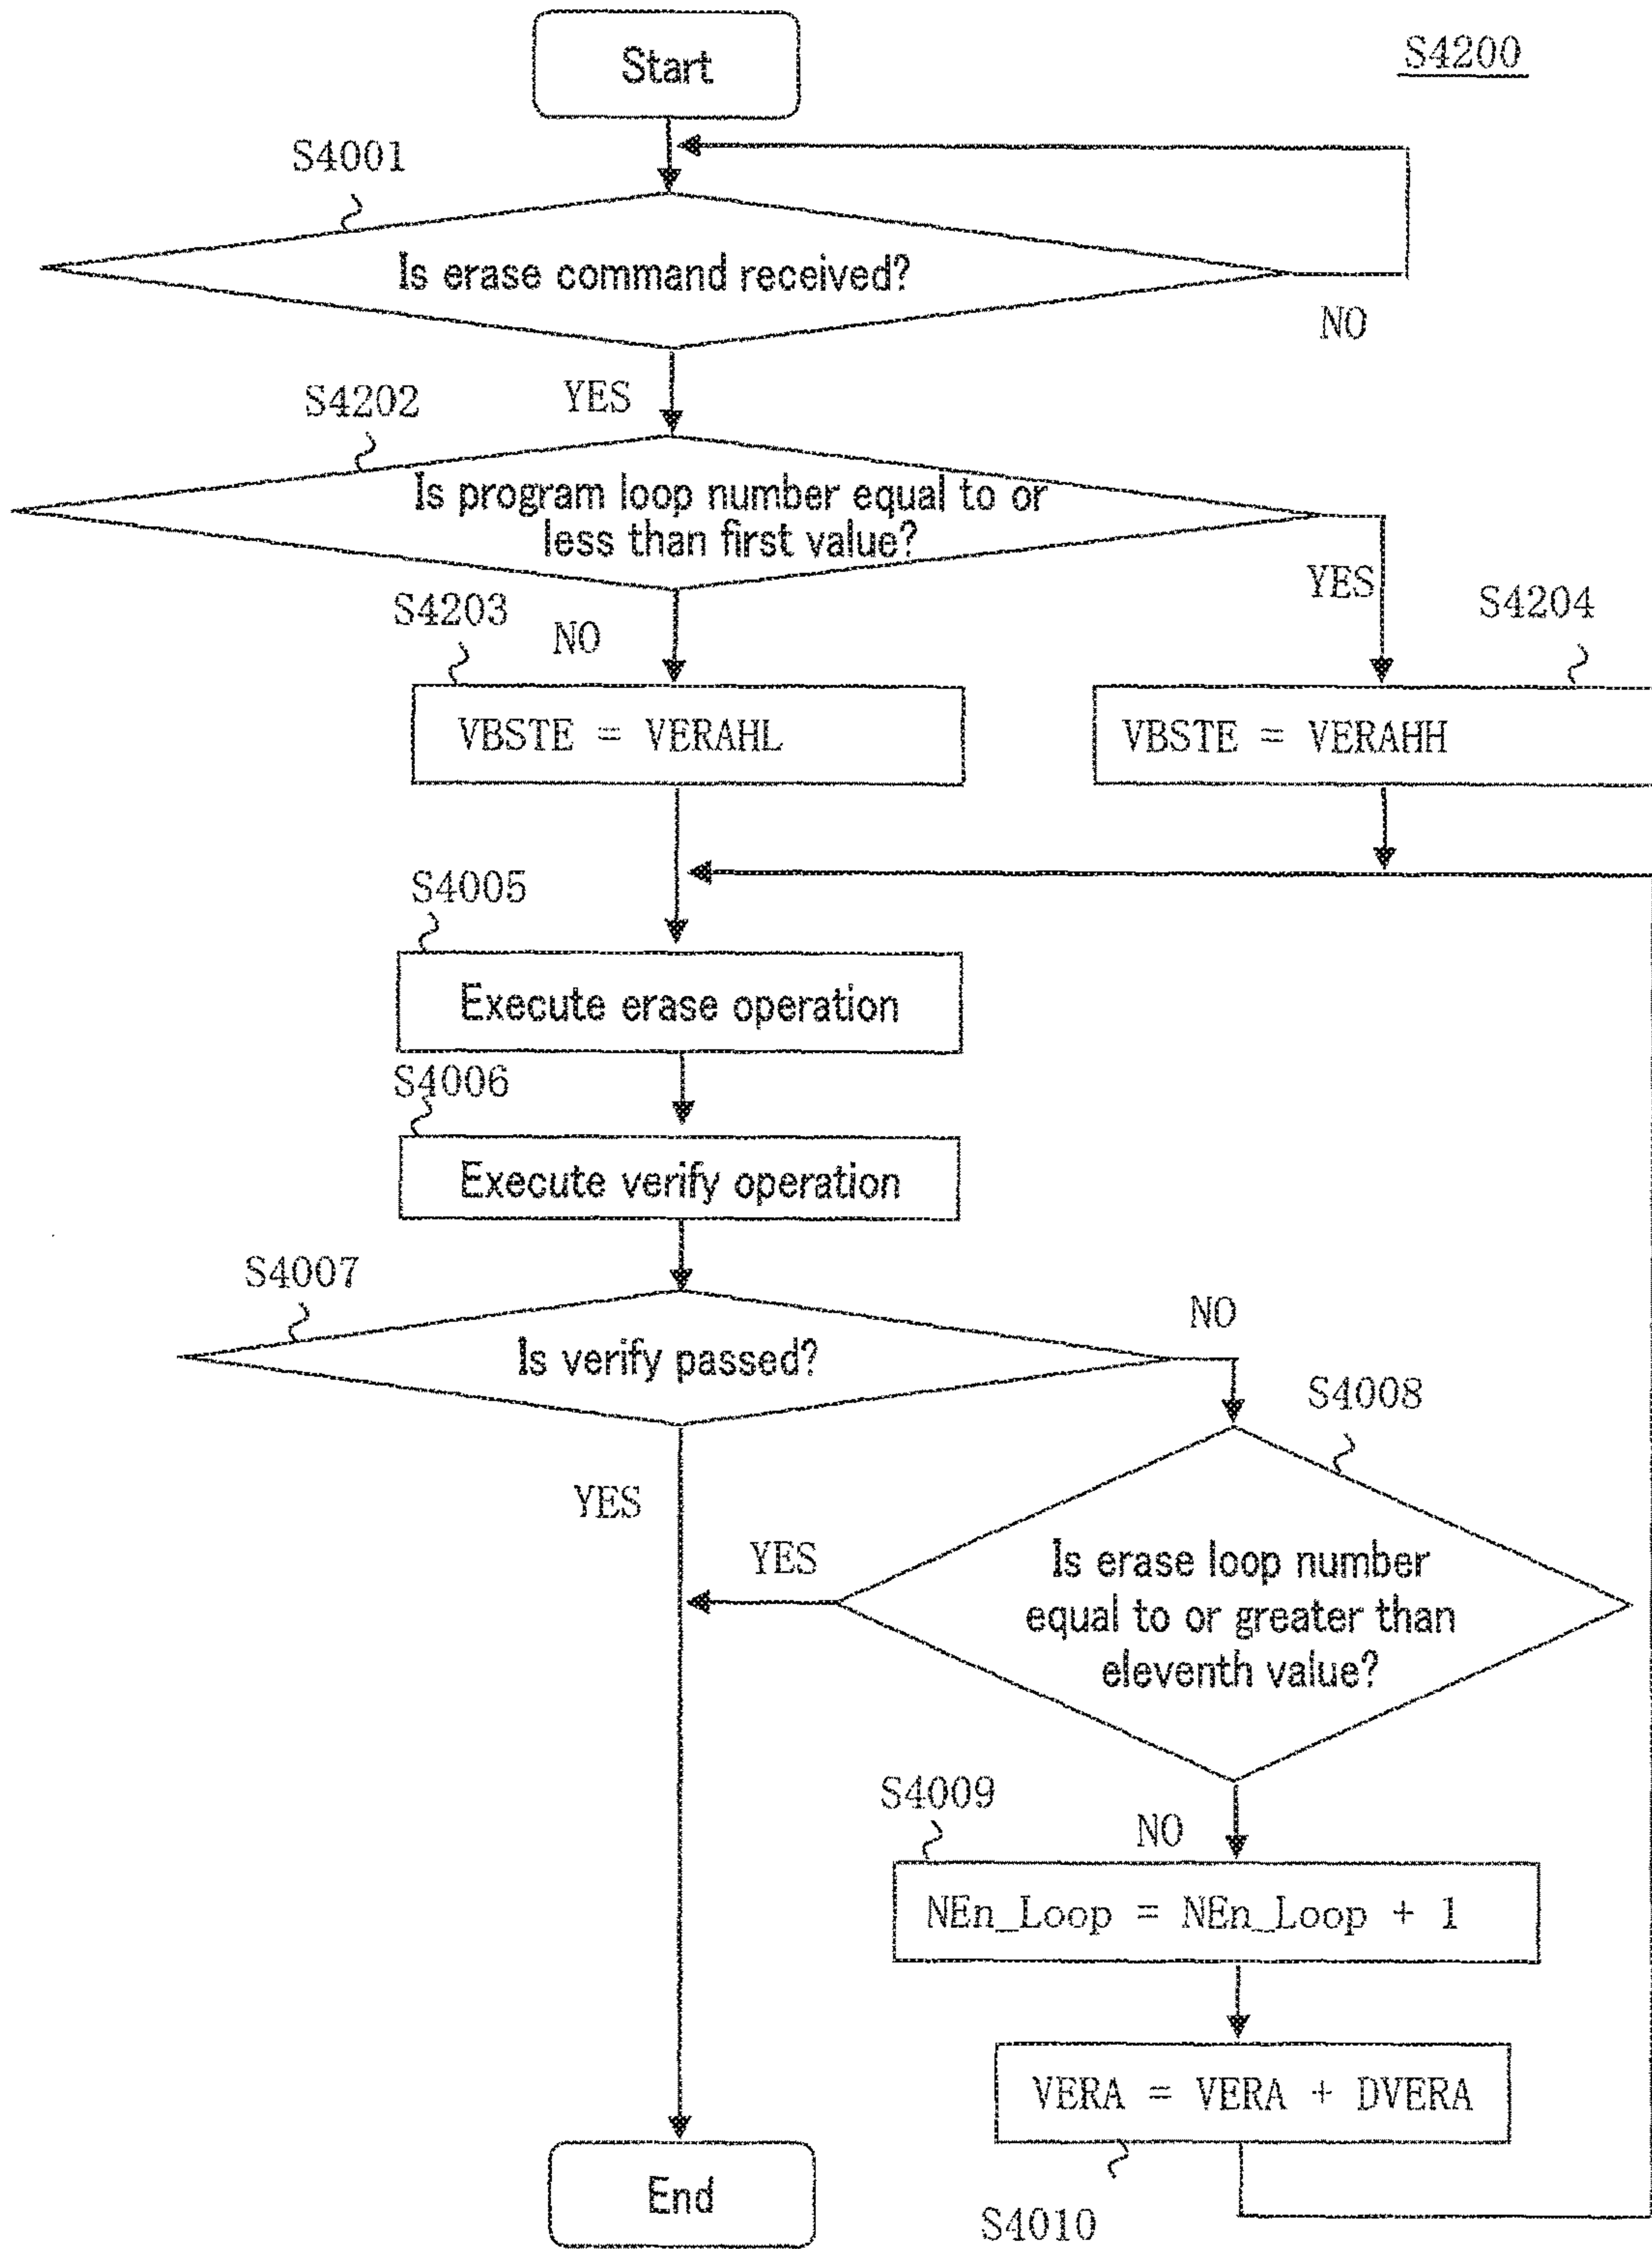 Start
S4200
S4001
Is erase command received?
NO
YES
S4202
Is program loop number equal to or
less than first value?
YES
S4203
NO
S4204
VBSTE = VERAHL
VBSTE = VERAHH
S4005
Execute erase operation
S4006
Execute verify operation
S4007
NO
Is verify passed?
S4008
YES
YES
Is erase loop number
equal to or greater than
eleventh value?
S4009
NO
NEn_Loop = NEn_Loop + 1
VERA = VERA + DVERA
End
S4010